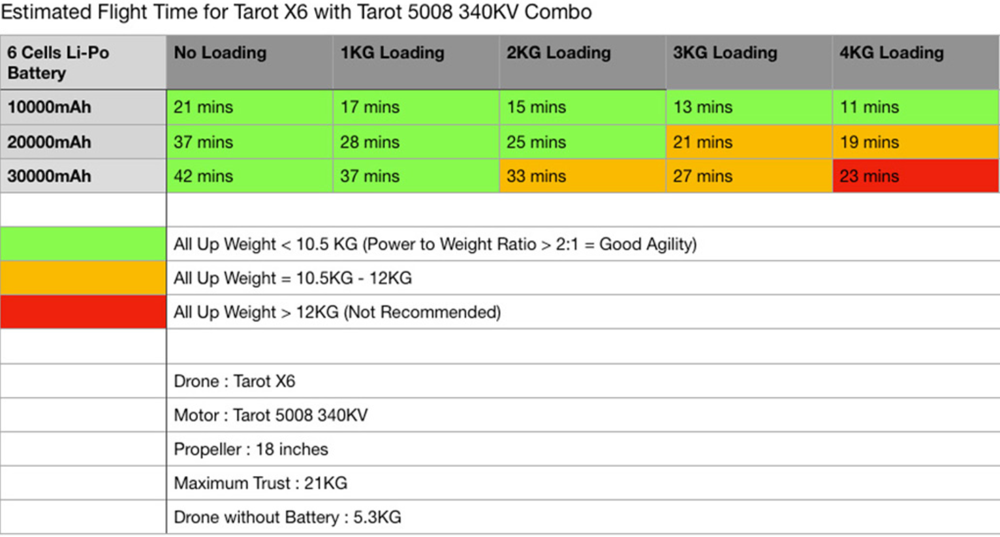 Estimated Flight Time for Tarot X6 with Tarot 5008 340KV Combo
6 Cells Li-Po Battery No Loading 1KG Loading 2KG Loading 3KG Loading 4KG Loading
10000mAh 21 mins 17 mins 15 mins 13 mins 11 mins
20000mAh 37 mins 28 mins 25 mins 21 mins 19 mins
30000mAh 42 mins 37 mins 33 mins 27 mins 23 mins
All Up Weight < 10.5 KG (Power to Weight Ratio > 2:1 = Good Agility)
All Up Weight = 10.5KG - 12KG
All Up Weight > 12KG (Not Recommended)
Drone : Tarot X6
Motor : Tarot 5008 340KV
Propeller : 18 inches
Maximum Trust : 21KG
Drone without Battery : 5.3KG